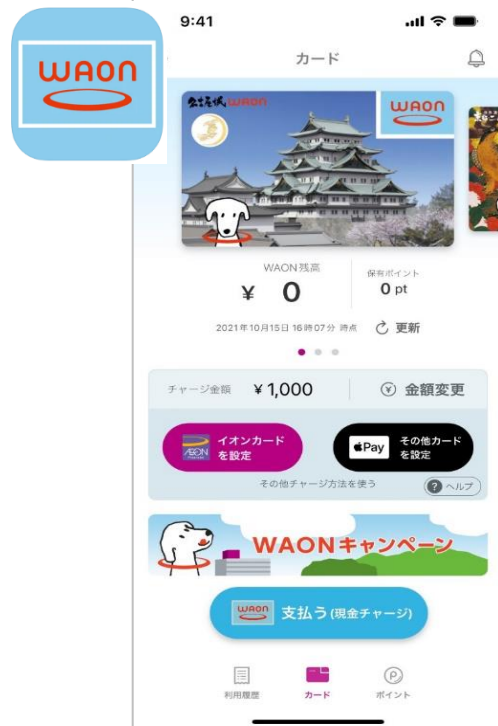 WAON
9:41
カード
名古屋城 WAON
WAON
WAON残高
¥ 0
保有ポイント
0 pt
2021年10月15日 16時07分 時点
更新
チャージ金額 ¥1,000
金額変更
AEON
イオンカード
を設定
Pay
その他カード
を設定
その他チャージ方法を使う
? ヘルプ
WAONキャンペーン
WAON
支払う(現金チャージ)
利用履歴
カード
P
ポイント